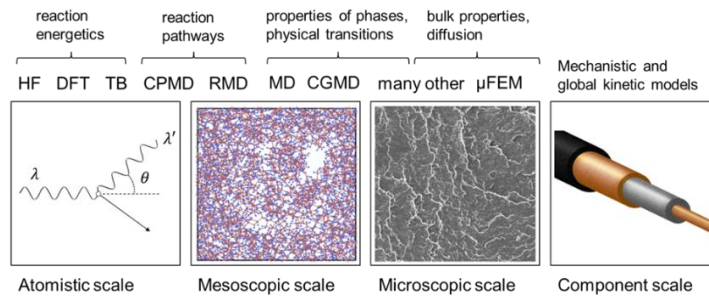 reaction
energetics
reaction
pathways
properties of phases,
physical transitions
bulk properties,
diffusion
Mechanistic and
global kinetic models
HF DFT TB CPMD RMD MD CGMD many other μFEM
λ
λ′
θ
Atomistic scale
Mesoscopic scale
Microscopic scale
Component scale